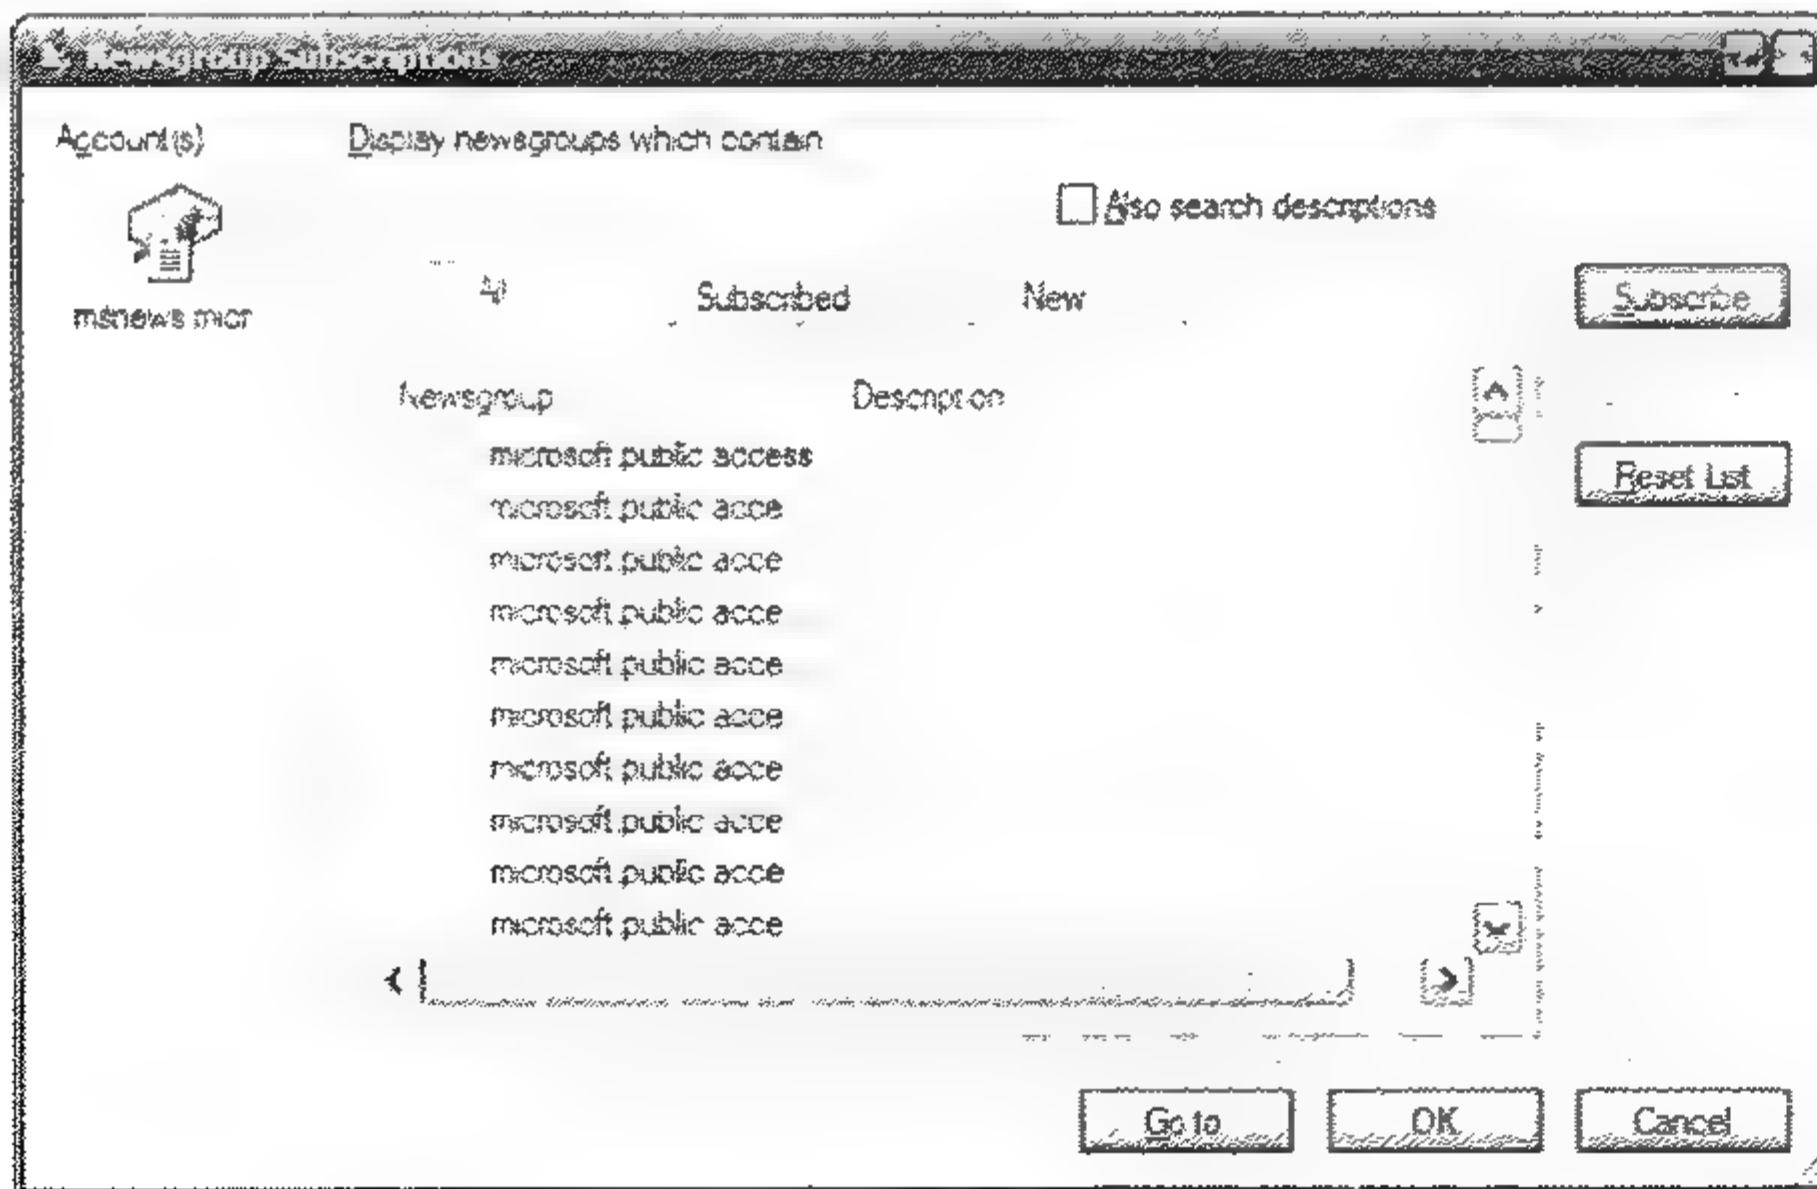 Newsgroup Subscriptions
Account(s)
Display newsgroups which contain
Also search descriptions
msnews micr
All
Subscribed
New
Subscribe
Newsgroup
Description
Reset List
microsoft public access
microsoft public acce
microsoft public acce
microsoft public acce
microsoft public acce
microsoft public acce
microsoft public acce
microsoft public acce
microsoft public acce
microsoft public acce
Go to
OK
Cancel